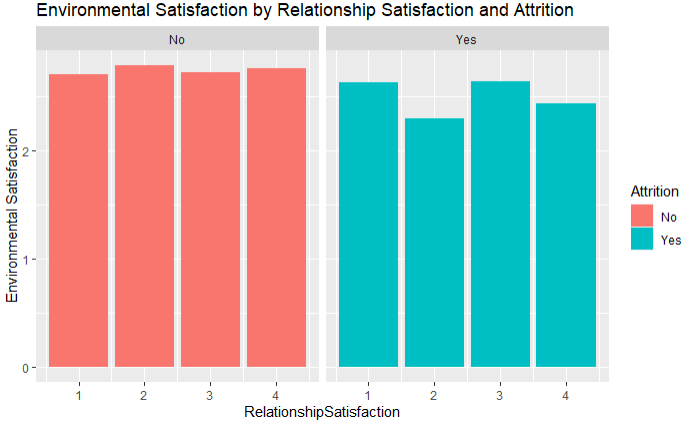 Environmental Satisfaction by Relationship Satisfaction and Attrition
No
Yes
Environmental Satisfaction
2
1
0
1 2 3 4
1 2 3 4
RelationshipSatisfaction
Attrition
No
Yes